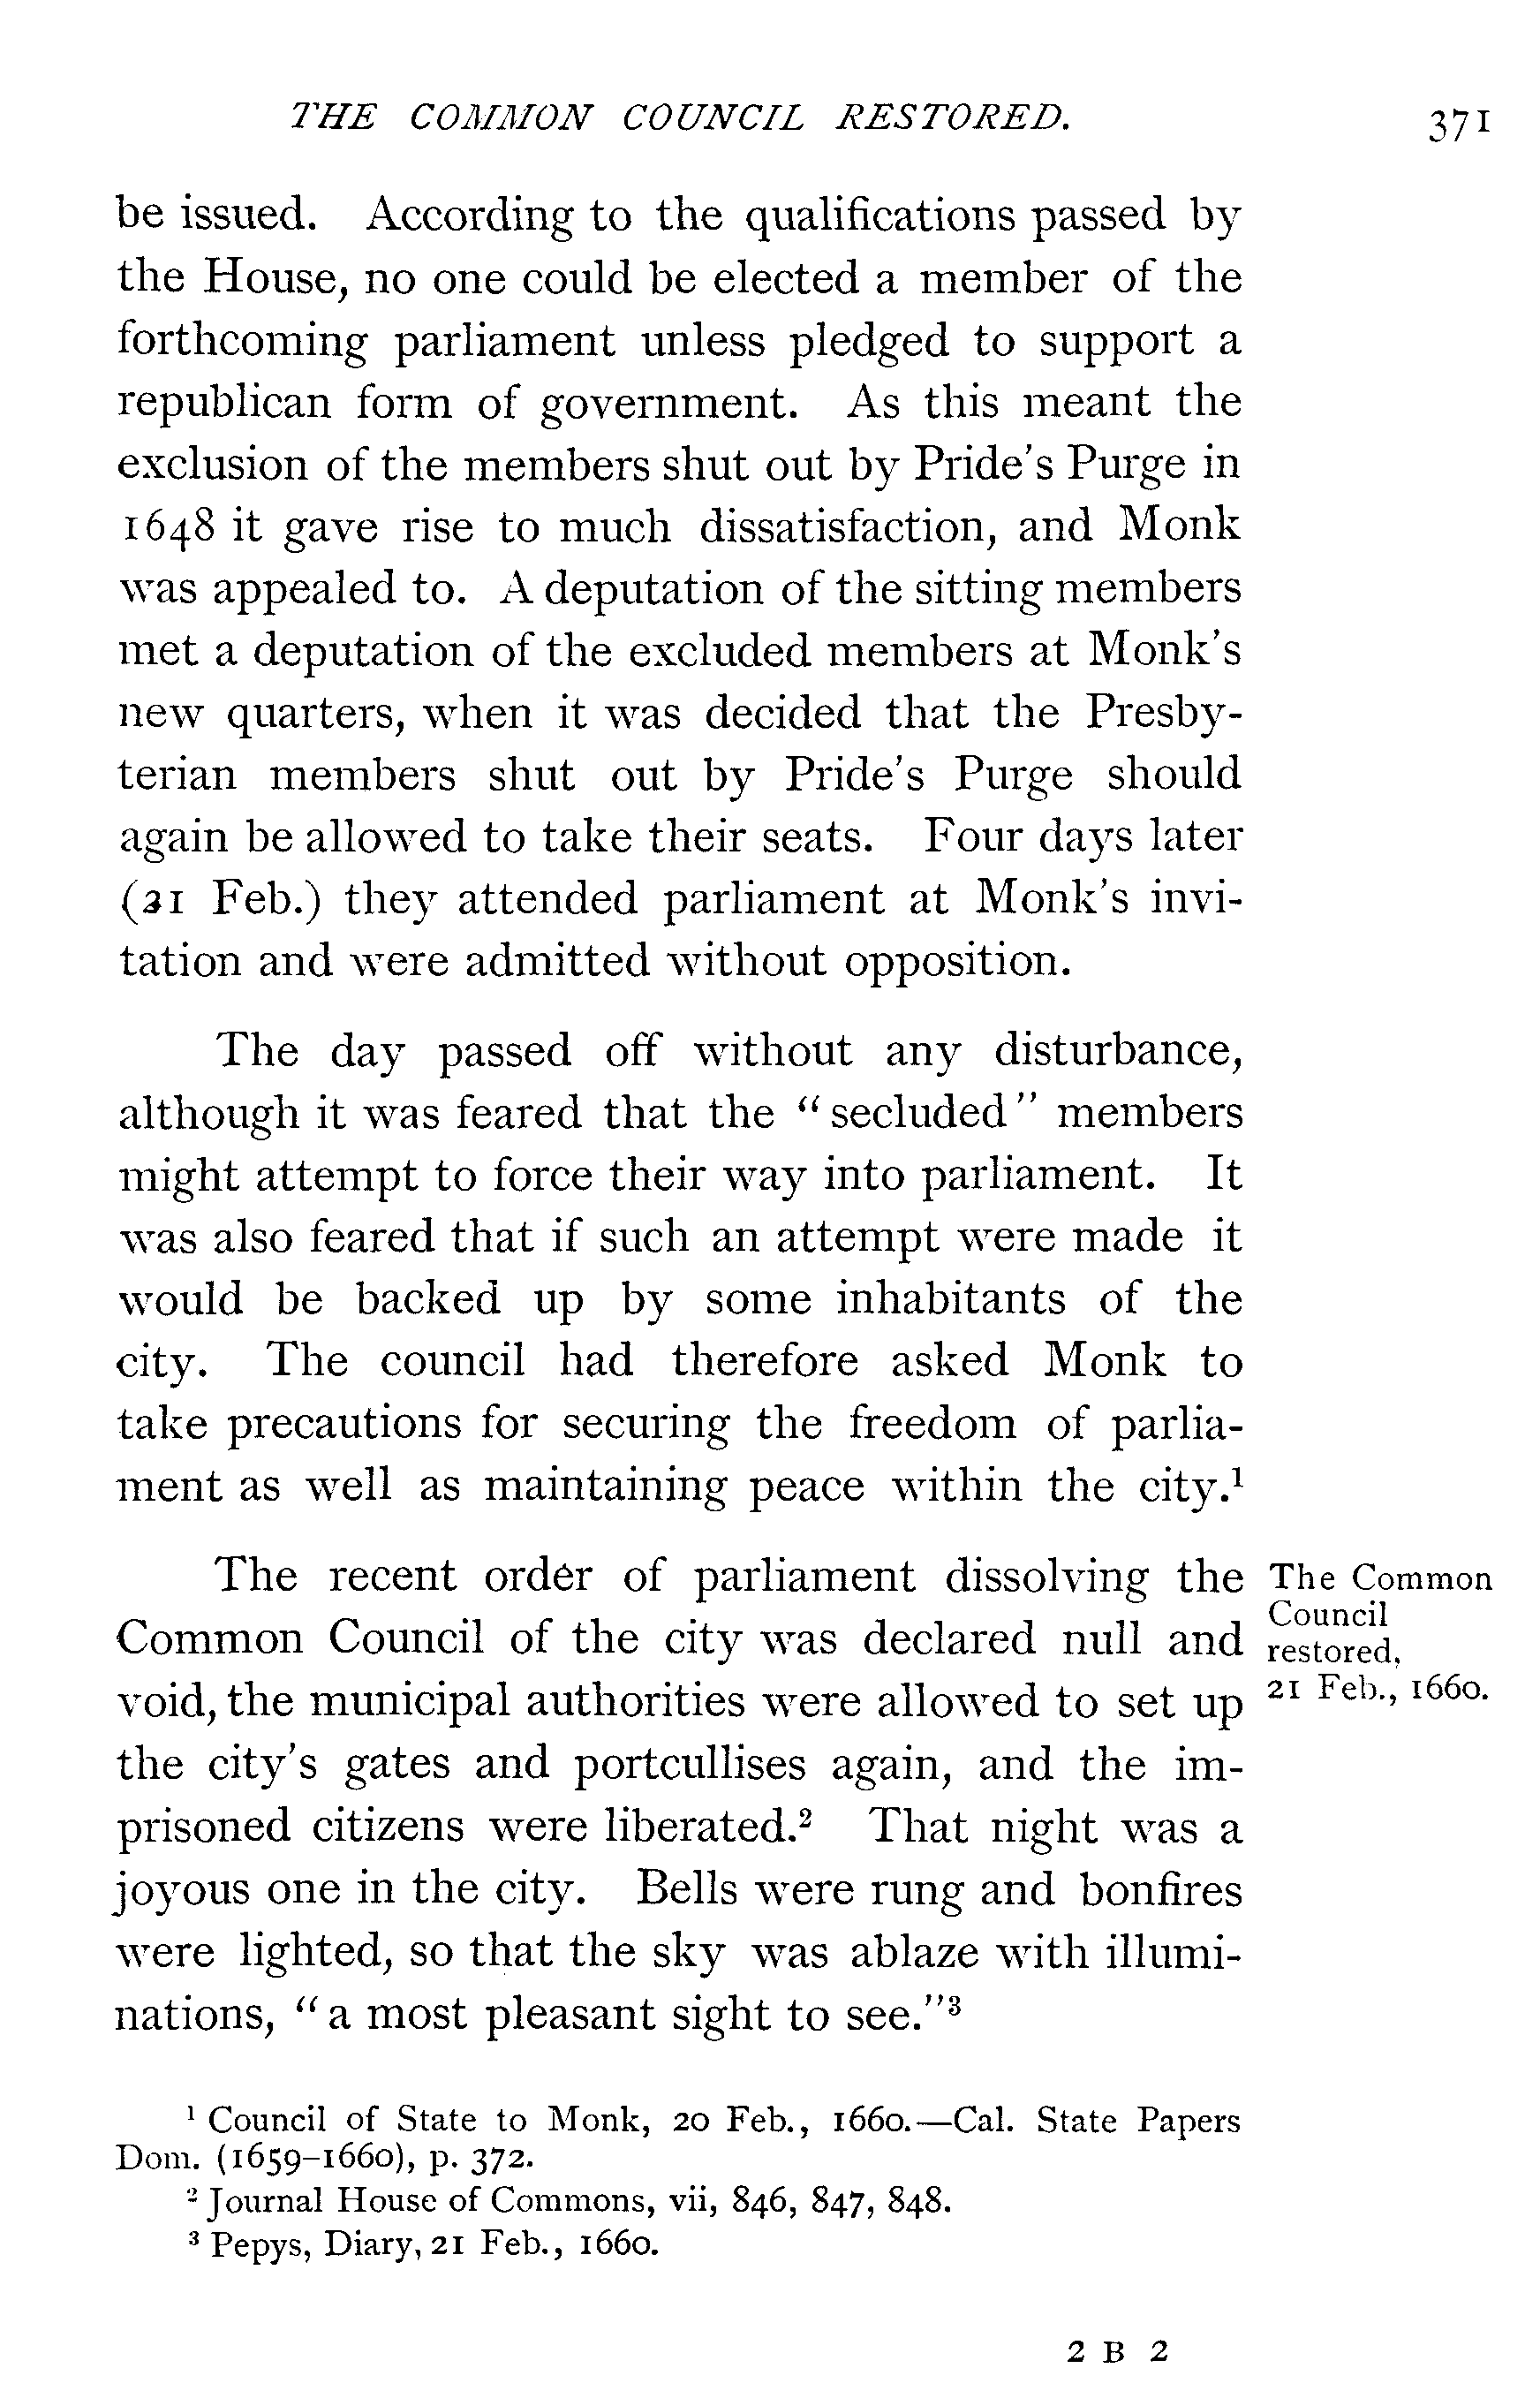 THE COMMON COUNCIL RESTORED. 371
be issued. According to the qualifications passed by
the House, no one could be elected a member of the
forthcoming parliament unless pledged to support a
republican form of government. As this meant the
exclusion of the members shut out by Pride's Purge in
1648 it gave rise to much dissatisfaction, and Monk
was appealed to. A deputation of the sitting members
met a deputation of the excluded members at Monk's
new quarters, when it was decided that the Presby-
terian members shut out by Pride's Purge should
again be allowed to take their seats. Four days later
(21 Feb.) they attended parliament at Monk's invi-
tation and were admitted without opposition.
The day passed off without any disturbance,
although it was feared that the "secluded" members
might attempt to force their way into parliament. It
was also feared that if such an attempt were made it
would be backed up by some inhabitants of the
city. The council had therefore asked Monk to
take precautions for securing the freedom of parlia-
ment as well as maintaining peace within the city.¹
The recent order of parliament dissolving the
Common Council of the city was declared null and
void, the municipal authorities were allowed to set up
the city's gates and portcullises again, and the im-
prisoned citizens were liberated.² That night was a
joyous one in the city. Bells were rung and bonfires
were lighted, so that the sky was ablaze with illumi-
nations, "a most pleasant sight to see."³
The Common
Council
restored,
21 Feb., 1660.
¹ Council of State to Monk, 20 Feb., 1660.—Cal. State Papers
Dom. (1659-1660), p. 372.
² Journal House of Commons, vii, 846, 847, 848.
³ Pepys, Diary, 21 Feb., 1660.
2 B 2